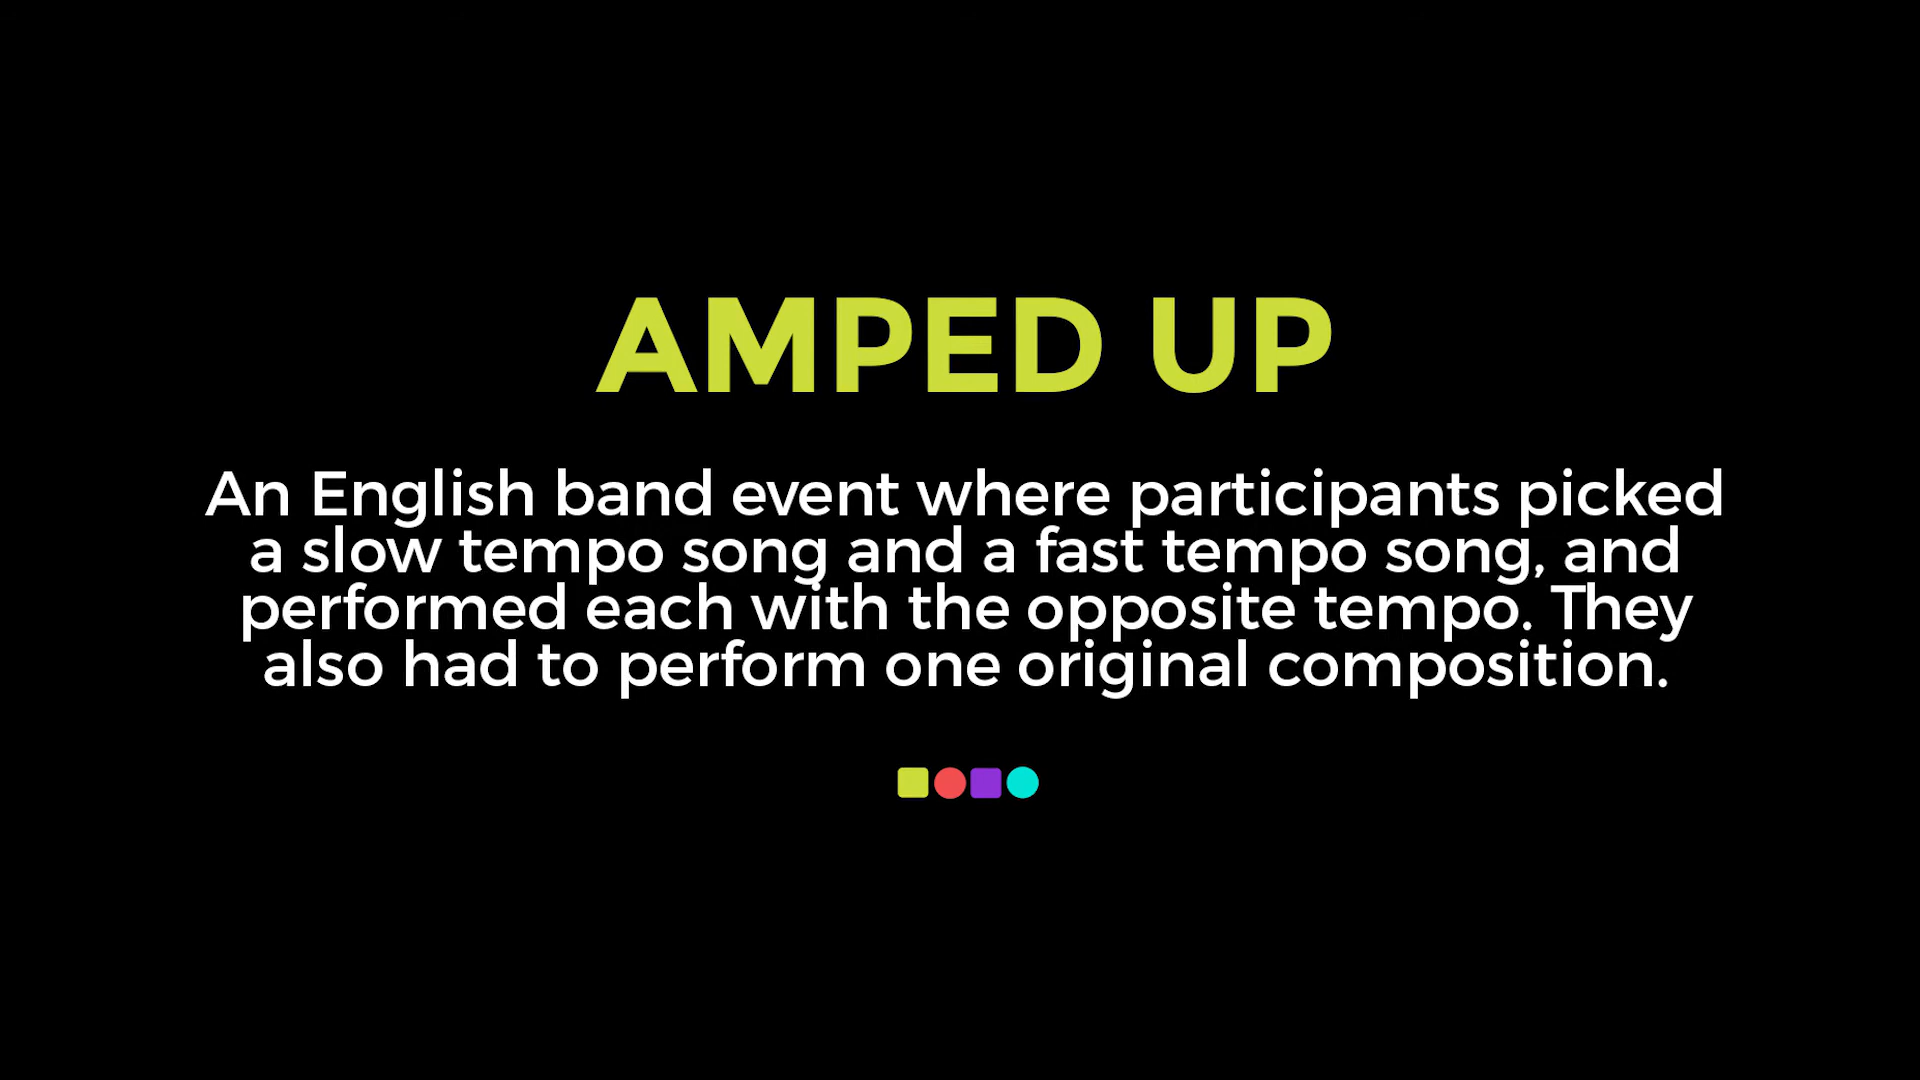 AMPED UP
An English band event where participants picked
a slow tempo song and a fast tempo song, and
performed each with the opposite tempo. They
also had to perform one original composition.